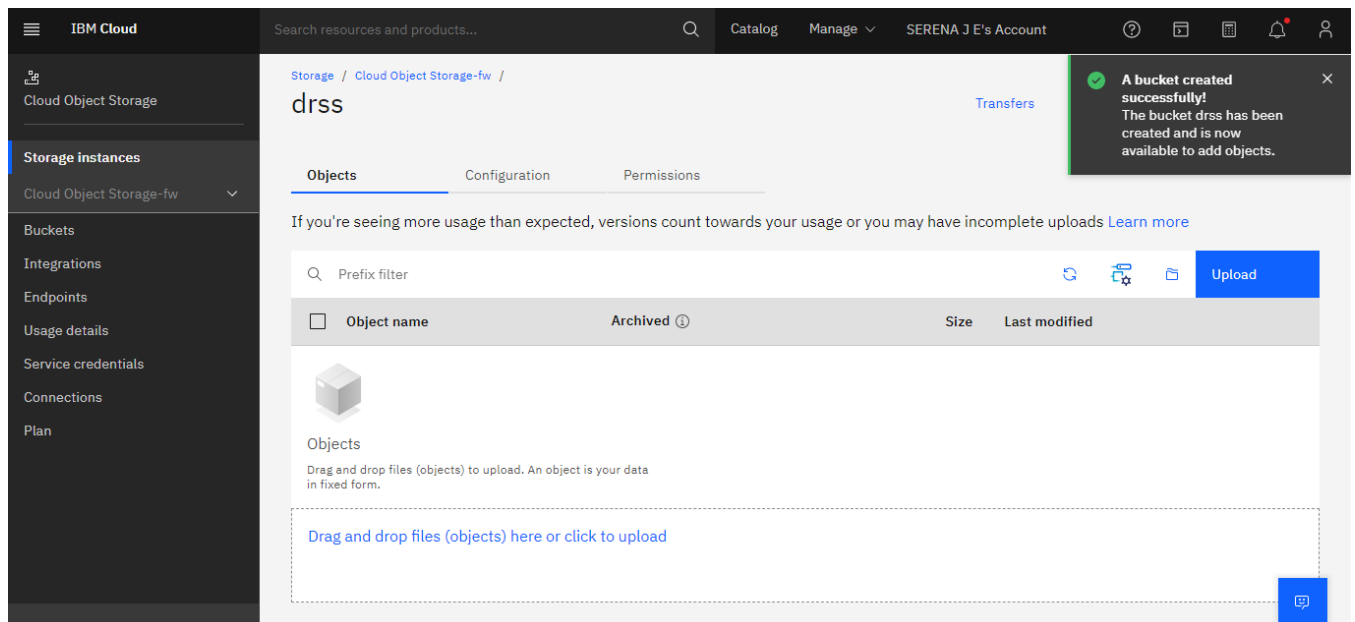 IBM Cloud
Search resources and products...
Catalog
Manage
SERENA J E's Account
Cloud Object Storage
Storage instances
Cloud Object Storage-fw
Buckets
Integrations
Endpoints
Usage details
Service credentials
Connections
Plan
Storage / Cloud Object Storage-fw /
drss
Transfers
A bucket created
successfully!
The bucket drss has been
created and is now
available to add objects.
Objects
Configuration
Permissions
If you're seeing more usage than expected, versions count towards your usage or you may have incomplete uploads Learn more
Prefix filter
Upload
Object name
Archived
Size
Last modified
Objects
Drag and drop files (objects) to upload. An object is your data
in fixed form.
Drag and drop files (objects) here or click to upload